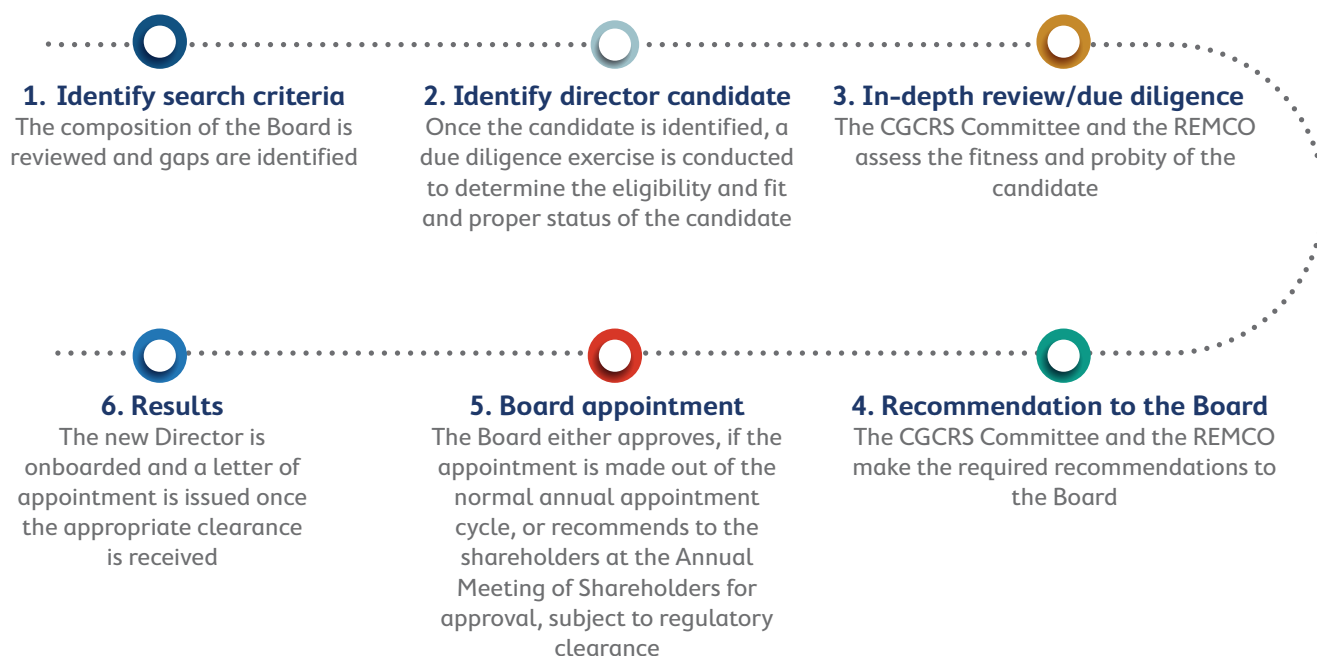 1. Identify search criteria
The composition of the Board is
reviewed and gaps are identified
2. Identify director candidate
Once the candidate is identified, a
due diligence exercise is conducted
to determine the eligibility and fit
and proper status of the candidate
3. In-depth review/due diligence
The CGCRS Committee and the REMCO
assess the fitness and probity of the
candidate
4. Recommendation to the Board
The CGCRS Committee and the REMCO
make the required recommendations to
the Board
5. Board appointment
The Board either approves, if the
appointment is made out of the
normal annual appointment
cycle, or recommends to the
shareholders at the Annual
Meeting of Shareholders for
approval, subject to regulatory
clearance
6. Results
The new Director is
onboarded and a letter of
appointment is issued once
the appropriate clearance
is received